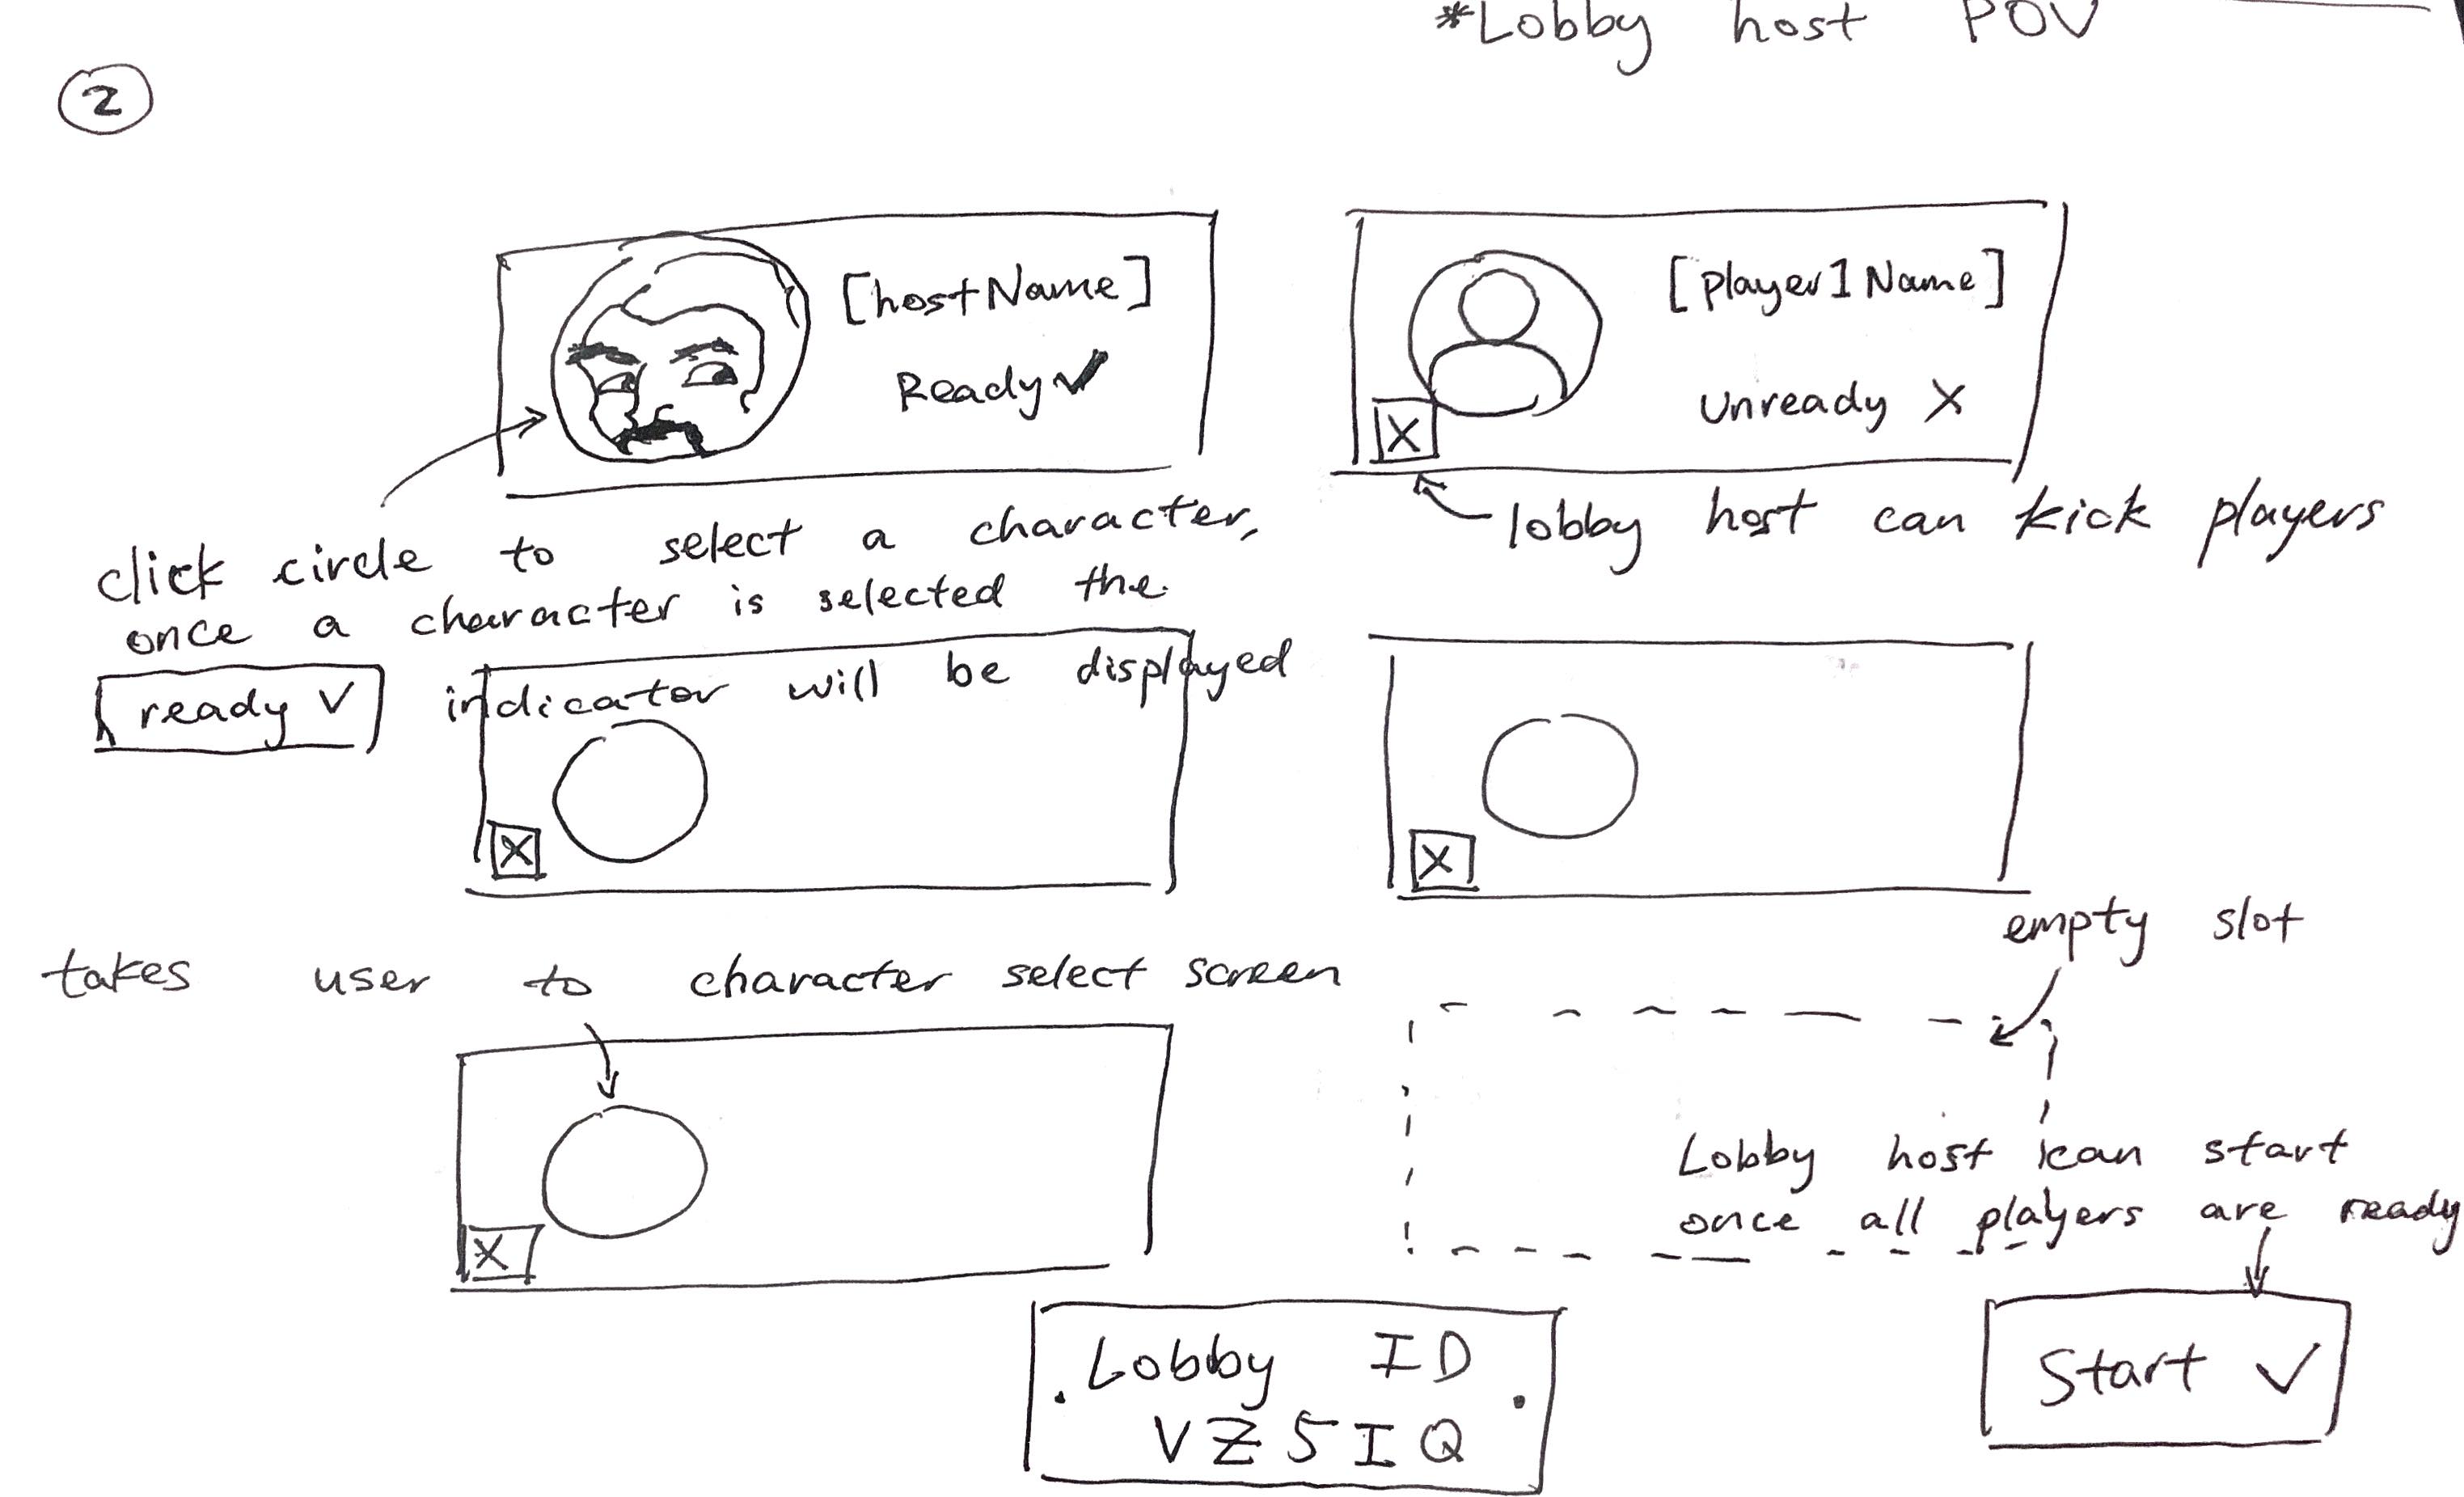 *Lobby host POV
2
[hostName]
Ready ✓
[player1Name]
Unready X
X
lobby host can kick players
click circle to select a character,
once a character is selected the
ready ✓ indicator will be displayed
X
X
empty slot
takes user to character select screen
X
Lobby host can start
once all players are ready
Lobby ID
VZ5IQ
Start ✓